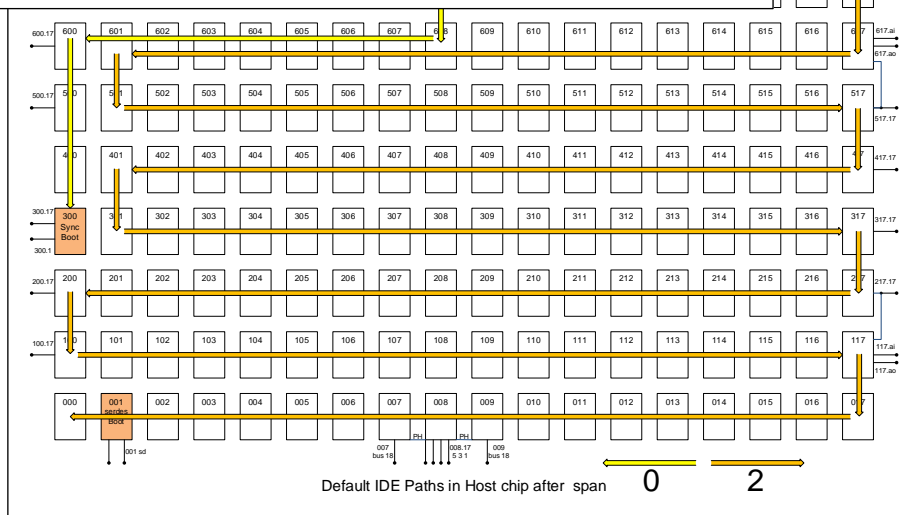 600.17 600 601 602 603 604 605 606 607 609 610 611 612 613 614 615 616 617.ai
617.ao
500.17 502 503 504 505 506 507 508 509 510 511 512 513 514 515 516 517
517.17
401 402 403 404 405 406 407 408 409 410 411 412 413 414 415 416 417.17
300.17 300 302 303 304 305 306 307 308 309 310 311 312 313 314 315 316 317 317.17
Sync
Boot
300.1
200.17 200 201 202 203 204 205 206 207 208 209 210 211 212 213 214 215 216 217.17
100.17 101 102 103 104 105 106 107 108 109 110 111 112 113 114 115 116 117 117.ai
117.ao
000 001 002 003 004 005 006 007 008 009 010 011 012 013 014 015 016
serdes
Boot
PH PH
001 sd 007 008.17 009
bus 18 5 3 1 bus 18
Default IDE Paths in Host chip after span 0 2